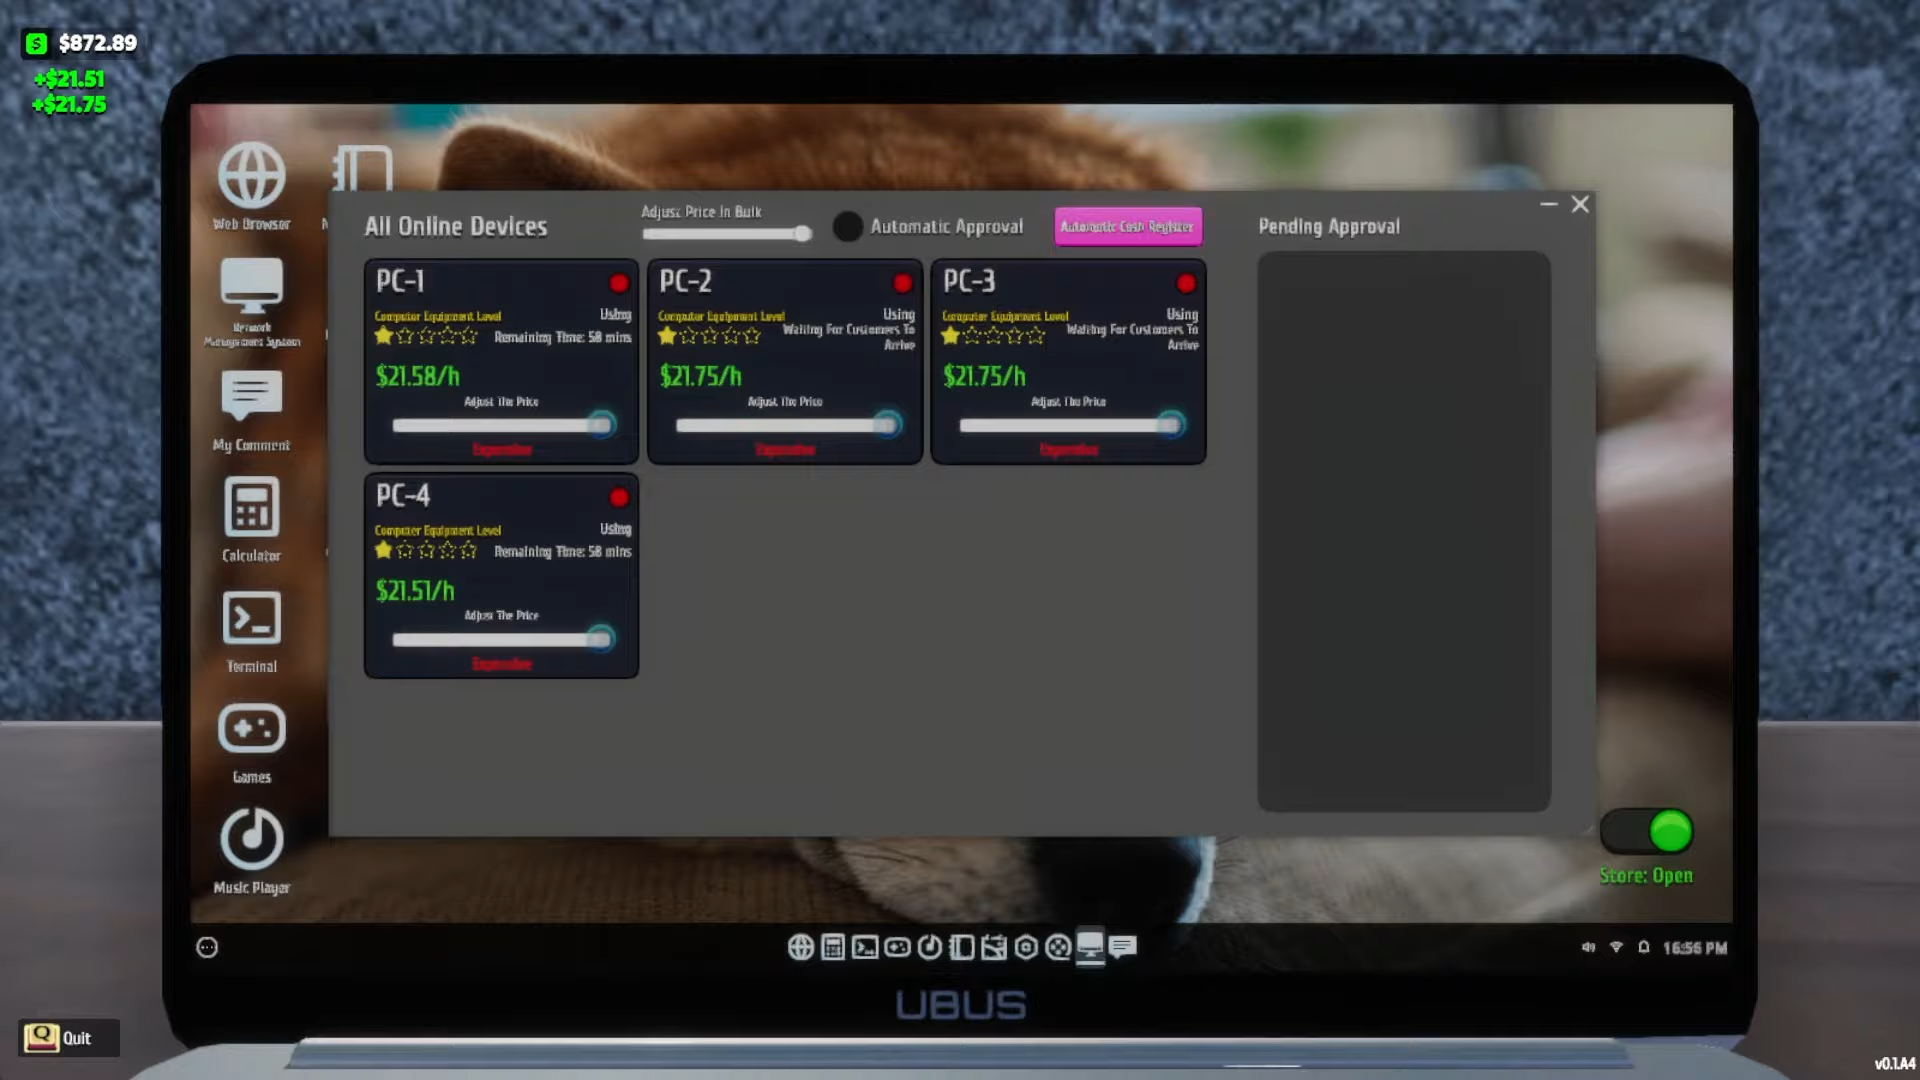 $872.89
+$21.51
+$21.75
Web Browser
Network
Management System
My Comment
Calculator
Terminal
Games
Music Player
All Online Devices
Adjust Price In Bulk
Automatic Approval
Automatic Cash Register
Pending Approval
PC-1
Computer Equipment Level
Using
Remaining Time: 58 mins
$21.58/h
Adjust The Price
Expensive
PC-2
Computer Equipment Level
Using
Waiting For Customers To
Arrive
$21.75/h
Adjust The Price
Expensive
PC-3
Computer Equipment Level
Using
Waiting For Customers To
Arrive
$21.75/h
Adjust The Price
Expensive
PC-4
Computer Equipment Level
Using
Remaining Time: 58 mins
$21.51/h
Adjust The Price
Expensive
Store: Open
16:56 PM
UBUS
Q Quit
v0.1.A4